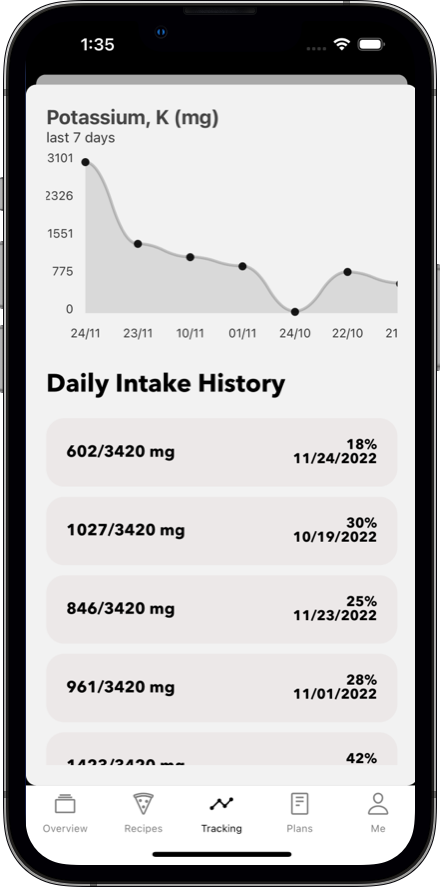 1:35
Potassium, K (mg)
last 7 days
3101
2326
1551
775
0
24/11 23/11 10/11 01/11 24/10 22/10 21
Daily Intake History
602/3420 mg
18%
11/24/2022
1027/3420 mg
30%
10/19/2022
846/3420 mg
25%
11/23/2022
961/3420 mg
28%
11/01/2022
1423/3420 mg
42%
Overview Recipes Tracking Plans Me